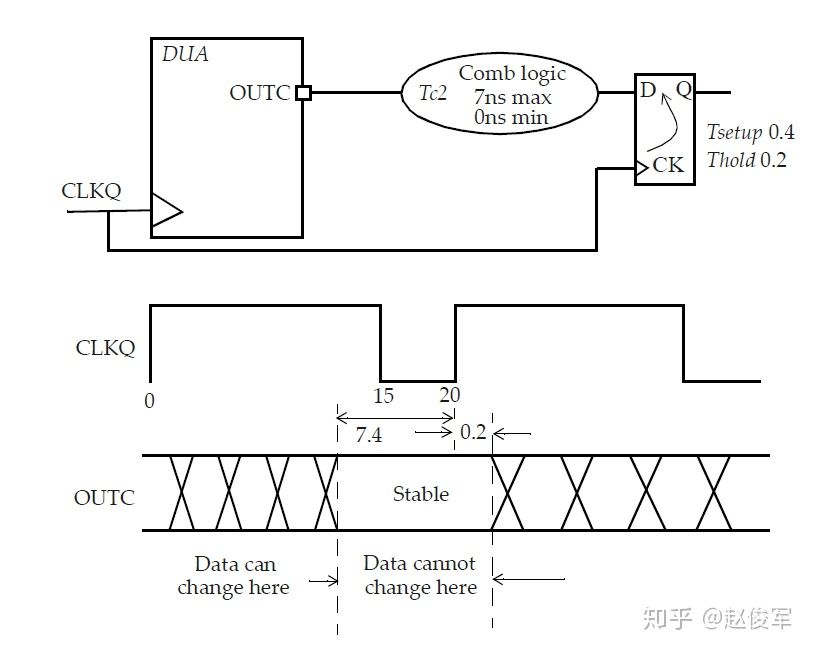 DUA
OUTC
Tc2
Comb logic
7ns max
0ns min
D Q
CK
Tsetup 0.4
Thold 0.2
CLKQ
CLKQ
0
15
20
7.4
0.2
OUTC
Stable
Data can
change here
Data cannot
change here
知乎 @赵俊军